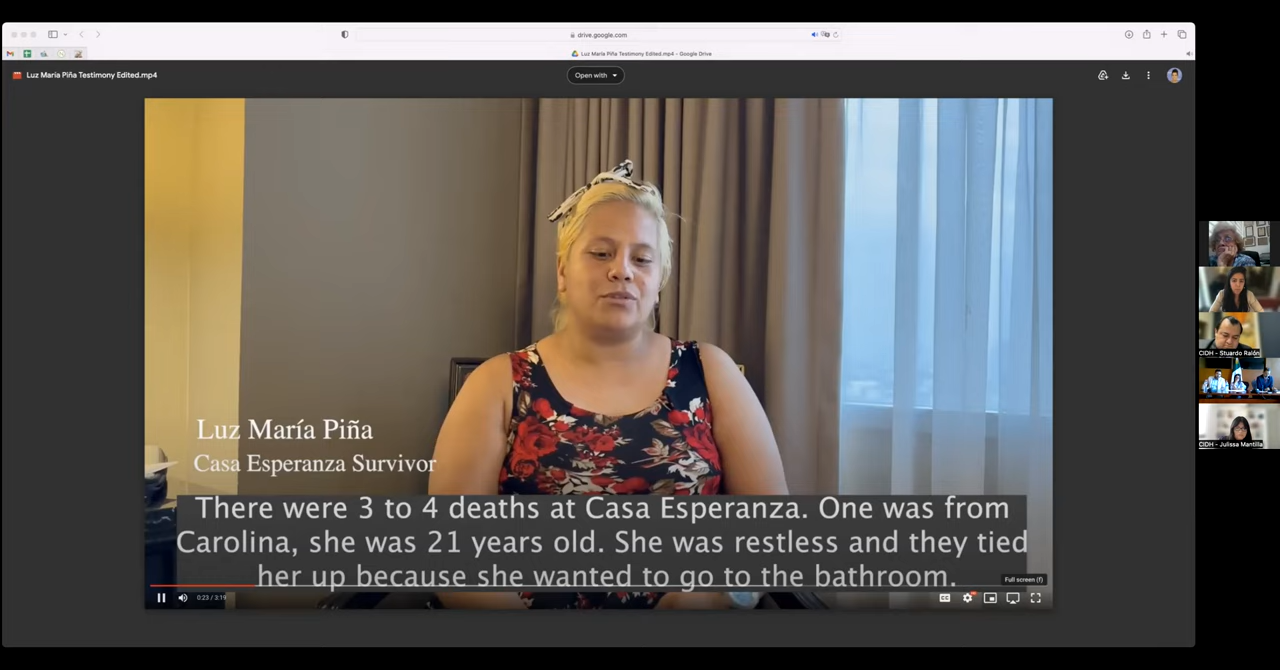 drive.google.com
Luz María Piña Testimony Edited.mp4 - Google Drive
Luz María Piña Testimony Edited.mp4
Open with
Luz María Piña
Casa Esperanza Survivor
There were 3 to 4 deaths at Casa Esperanza. One was from
Carolina, she was 21 years old. She was restless and they tied
her up because she wanted to go to the bathroom.
Full screen (f)
0:23 / 3:19
CC
CIDH - Stuardo Ralón
CIDH - Julissa Mantilla